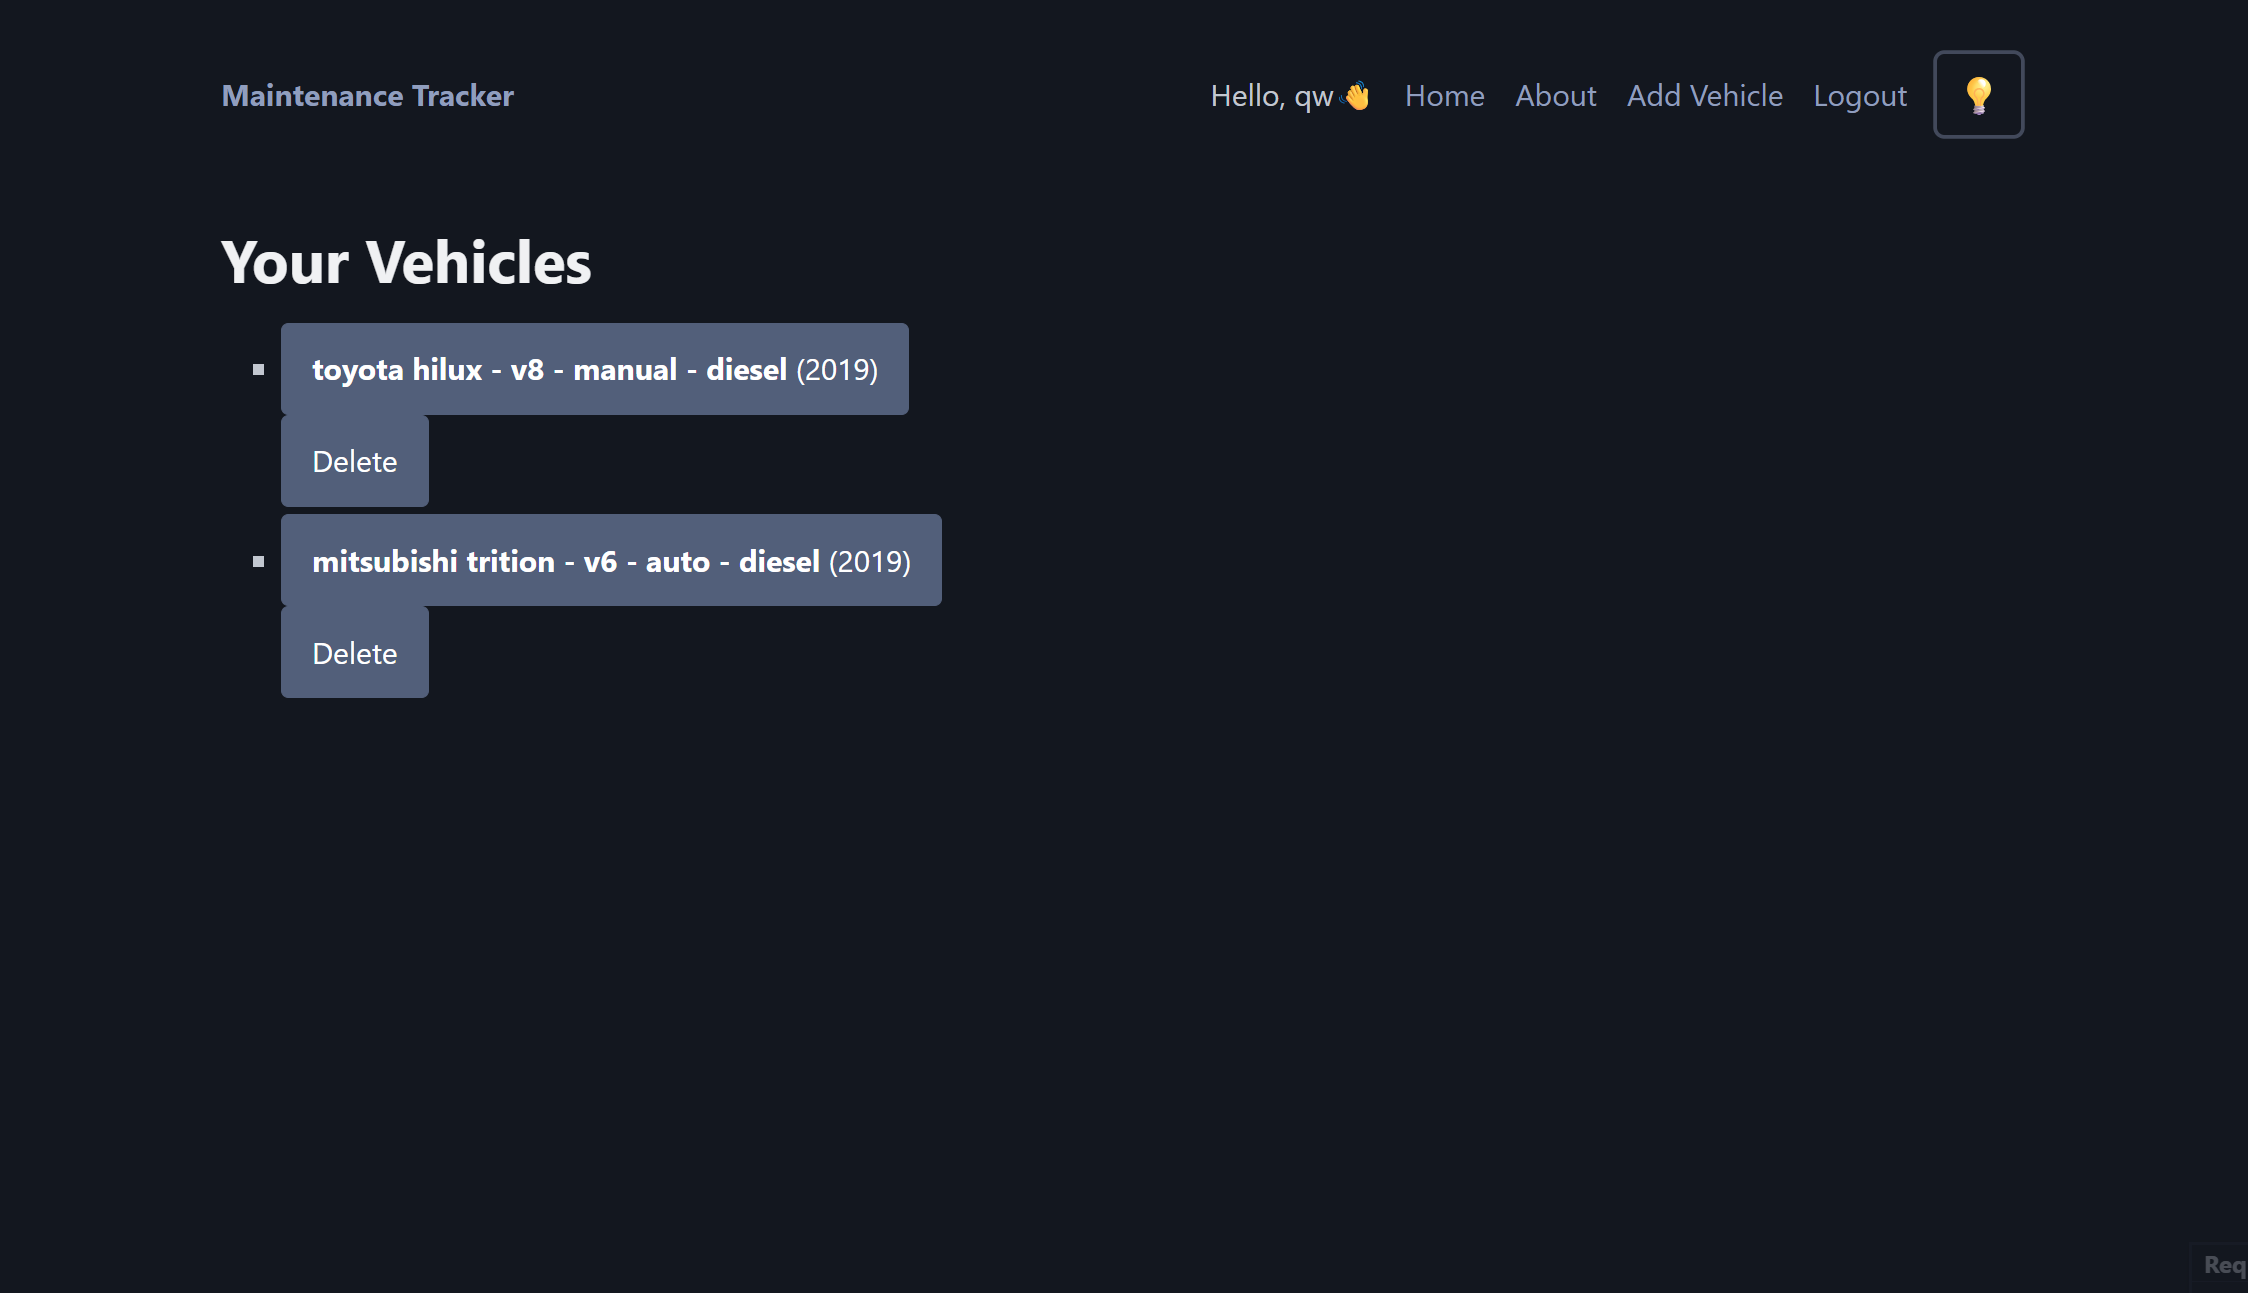 Maintenance Tracker
Hello, qw👋 Home About Add Vehicle Logout 💡
Your Vehicles
toyota hilux - v8 - manual - diesel (2019)
Delete
mitsubishi trition - v6 - auto - diesel (2019)
Delete
Req